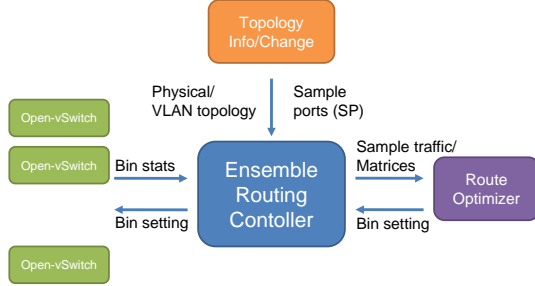 Topology
Info/Change
Physical/
VLAN topology
Sample
ports (SP)
Open-vSwitch
Open-vSwitch
Bin stats
Bin setting
Open-vSwitch
Ensemble
Routing
Contoller
Sample traffic/
Matrices
Bin setting
Route
Optimizer